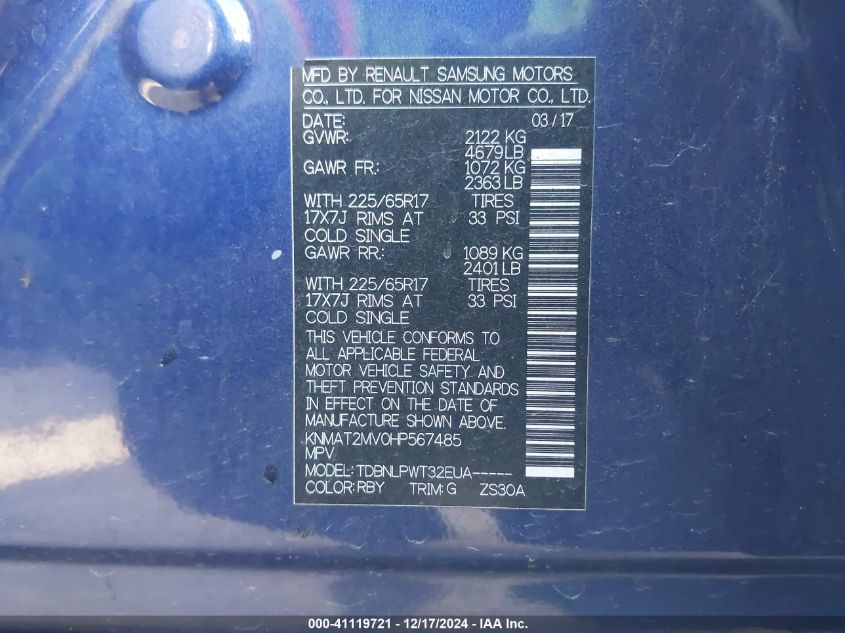 MFD BY RENAULT SAMSUNG MOTORS
CO., LTD. FOR NISSAN MOTOR CO., LTD.
DATE: 03/17
GVWR: 2122 KG
4679LB
GAWR FR: 1072 KG
2363LB
WITH 225/65R17 TIRES
17X7J RIMS AT 33 PSI
COLD SINGLE
GAWR RR: 1089 KG
2401LB
WITH 225/65R17 TIRES
17X7J RIMS AT 33 PSI
COLD SINGLE
THIS VEHICLE CONFORMS TO
ALL APPLICABLE FEDERAL
MOTOR VEHICLE SAFETY AND
THEFT PREVENTION STANDARDS
IN EFFECT ON THE DATE OF
MANUFACTURE SHOWN ABOVE.
KNMAT2MV0HP567485
MPV
MODEL: TDBNLPWT32EUA-----
COLOR: RBY TRIM: G ZS30A
000-41119721 - 12/17/2024 - IAA Inc.